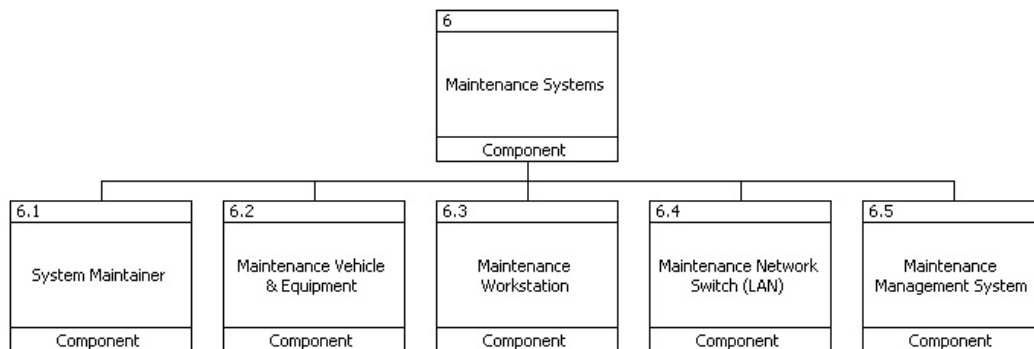 6
Maintenance Systems
Component
6.1
System Maintainer
Component
6.2
Maintenance Vehicle
& Equipment
Component
6.3
Maintenance
Workstation
Component
6.4
Maintenance Network
Switch (LAN)
Component
6.5
Maintenance
Management System
Component